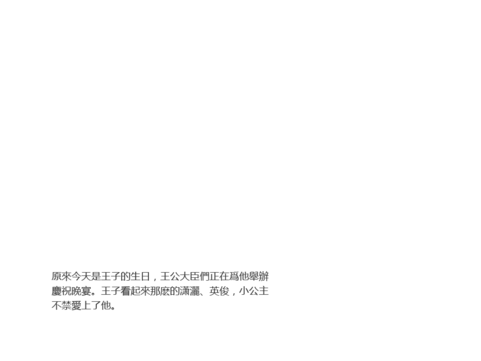 原來今天是王子的生日，王公大臣們正在爲他舉辦
慶祝晚宴。王子看起來那麽的潇灑、英俊，小公主
不禁愛上了他。